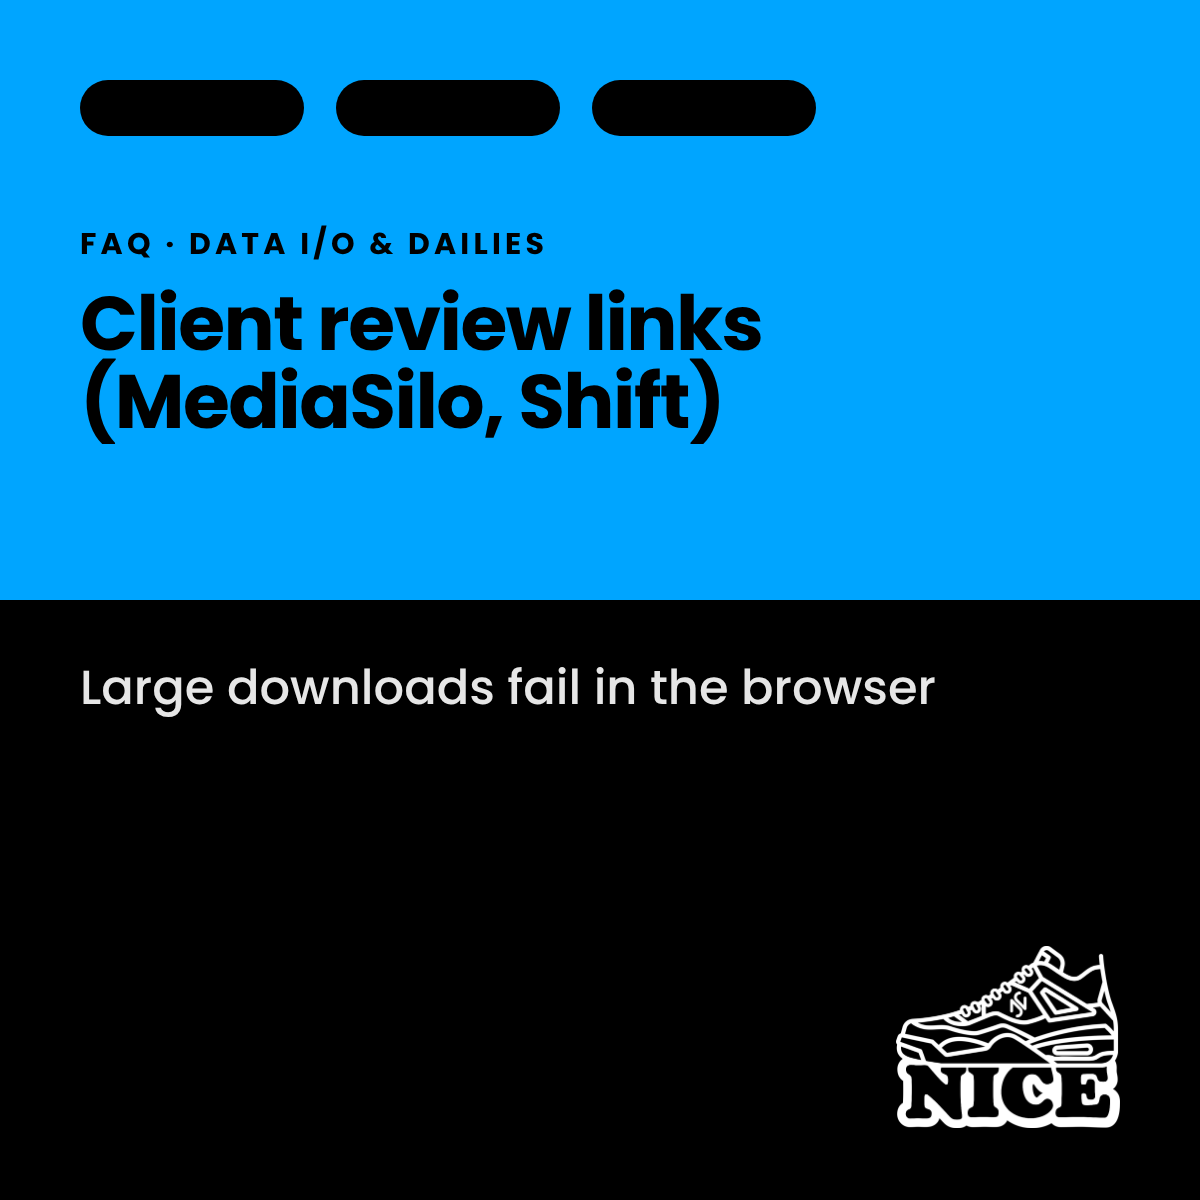 FAQ · DATA I/O & DAILIES
Client review links
(MediaSilo, Shift)
Large downloads fail in the browser
NICE